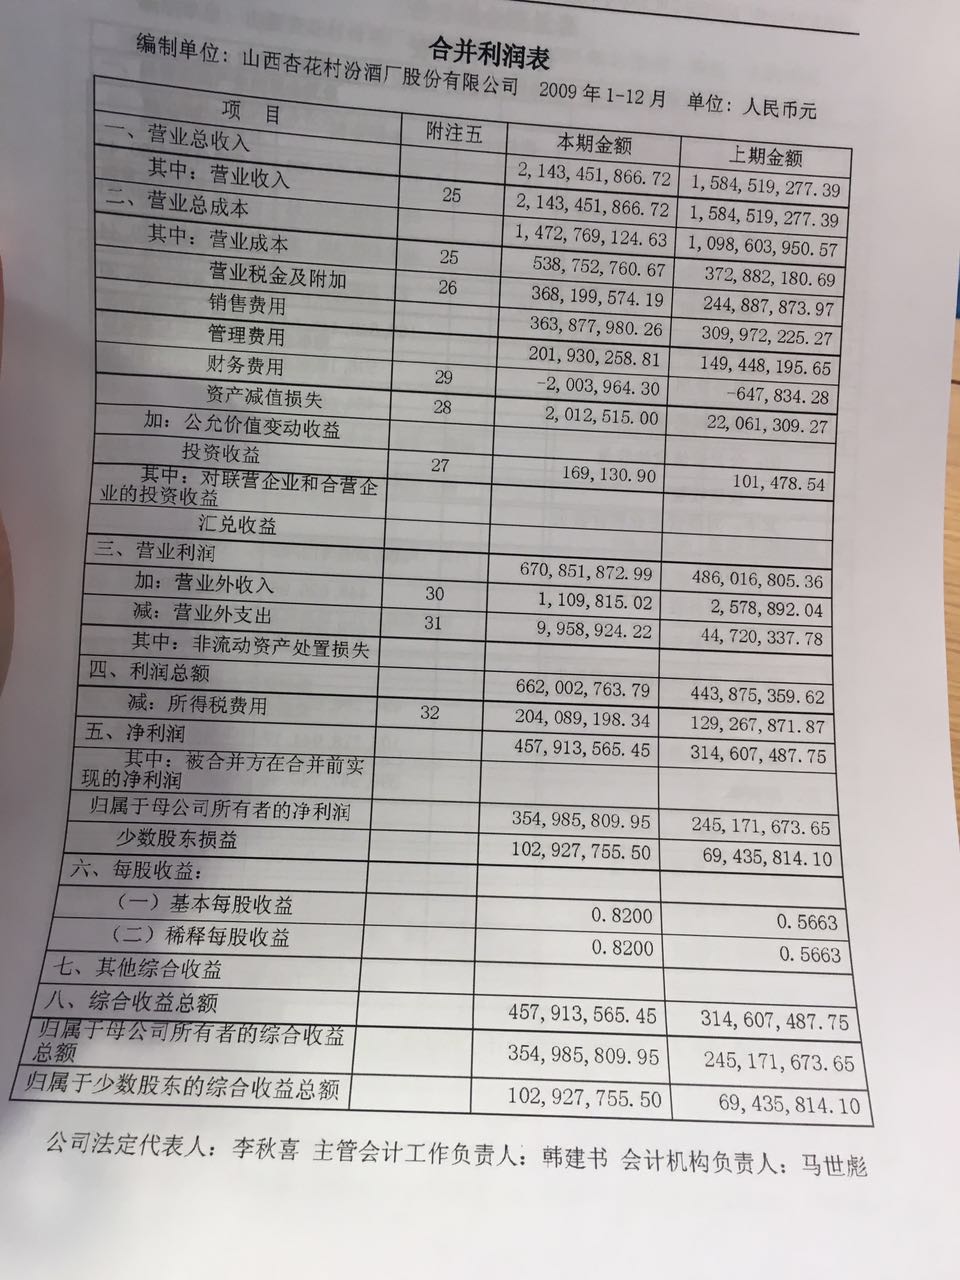 合并利润表
编制单位：山西杏花村汾酒厂股份有限公司 2009年1-12月 单位：人民币元
项 目 附注五 本期金额 上期金额
一、营业总收入 2,143,451,866.72 1,584,519,277.39
其中：营业收入 25 2,143,451,866.72 1,584,519,277.39
二、营业总成本 1,472,769,124.63 1,098,603,950.57
其中：营业成本 25 538,752,760.67 372,882,180.69
营业税金及附加 26 368,199,574.19 244,887,873.97
销售费用 363,877,980.26 309,972,225.27
管理费用 201,930,258.81 149,448,195.65
财务费用 29 -2,003,964.30 -647,834.28
资产减值损失 28 2,012,515.00 22,061,309.27
加：公允价值变动收益
投资收益 27 169,130.90 101,478.54
其中：对联营企业和合营企
业的投资收益
汇兑收益
三、营业利润 670,851,872.99 486,016,805.36
加：营业外收入 30 1,109,815.02 2,578,892.04
减：营业外支出 31 9,958,924.22 44,720,337.78
其中：非流动资产处置损失
四、利润总额 662,002,763.79 443,875,359.62
减：所得税费用 32 204,089,198.34 129,267,871.87
五、净利润 457,913,565.45 314,607,487.75
其中：被合并方在合并前实
现的净利润
归属于母公司所有者的净利润 354,985,809.95 245,171,673.65
少数股东损益 102,927,755.50 69,435,814.10
六、每股收益：
（一）基本每股收益 0.8200 0.5663
（二）稀释每股收益 0.8200 0.5663
七、其他综合收益
八、综合收益总额 457,913,565.45 314,607,487.75
归属于母公司所有者的综合收益
总额 354,985,809.95 245,171,673.65
归属于少数股东的综合收益总额 102,927,755.50 69,435,814.10
公司法定代表人：李秋喜 主管会计工作负责人：韩建书 会计机构负责人：马世彪